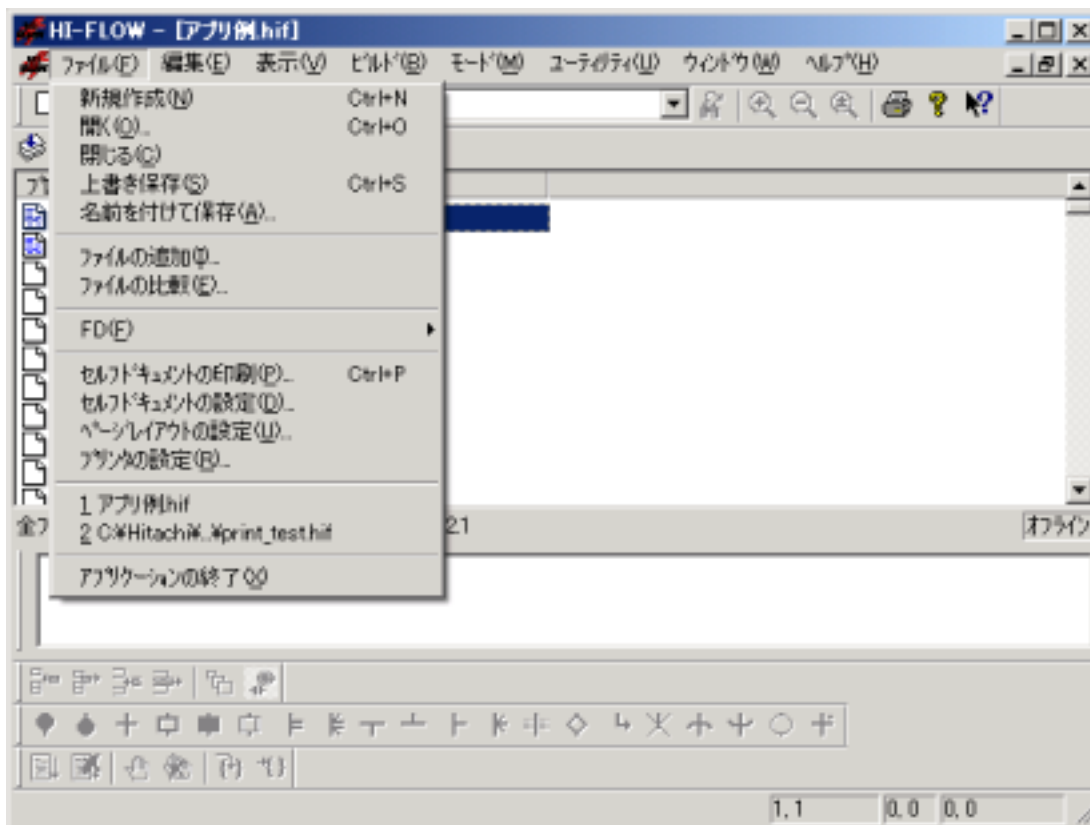 HI-FLOW - [アプリ例.hif]
ファイル(F) 編集(E) 表示(V) ビルド(B) モード(M) ユーティリティ(U) ウィンドウ(W) ヘルプ(H)
新規作成(N) Ctrl+N
開く(O)...
Ctrl+O
閉じる(C)
上書き保存(S) Ctrl+S
名前を付けて保存(A)...
ファイルの追加(I)...
ファイルの比較(E)...
FD(F)
セルフドキュメントの印刷(P)... Ctrl+P
セルフドキュメントの設定(D)...
ページレイアウトの設定(U)...
プリンタの設定(R)...
1 アプリ例.hif
2 C:¥Hitachi¥..¥print_test.hif
アプリケーションの終了(X)
全プ
21
オフライン
1, 1
0, 0
0, 0